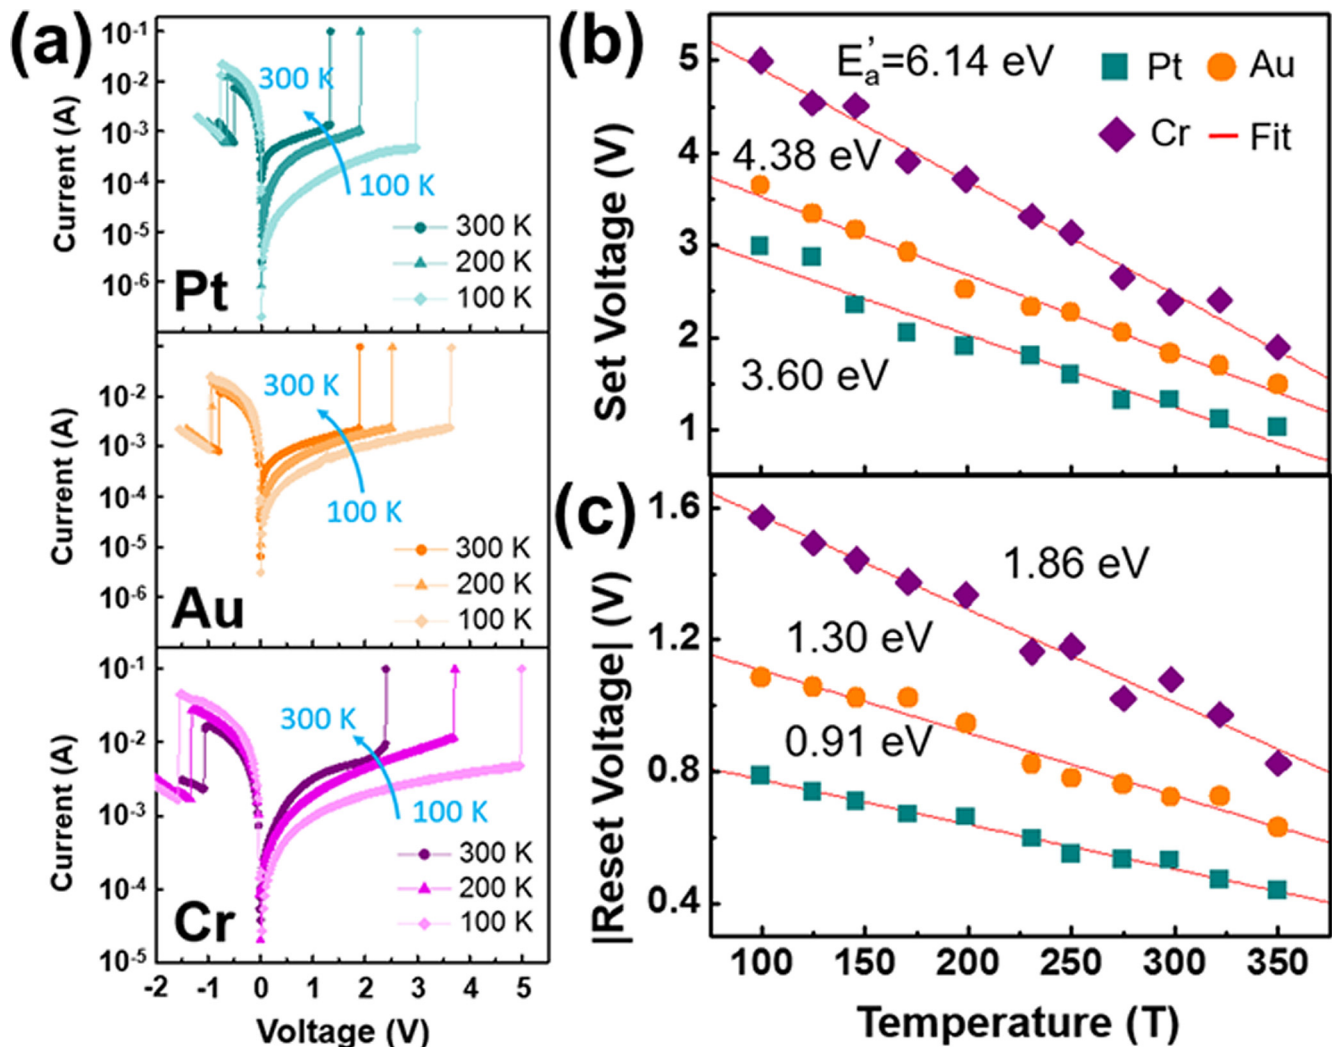 (a)
10-1
10-2
10-3
10-4
10-5
10-6
Current (A)
300 K
100 K
300 K
200 K
100 K
Pt
10-2
10-3
10-4
10-5
10-6
Current (A)
300 K
100 K
300 K
200 K
100 K
Au
10-1
10-2
10-3
10-4
10-5
Current (A)
300 K
100 K
300 K
200 K
100 K
Cr
-2 -1 0 1 2 3 4 5
Voltage (V)
(b)
5
4
3
2
1
Set Voltage (V)
Ea'=6.14 eV
4.38 eV
3.60 eV
Pt Au
Cr Fit
(c)
1.6
1.2
0.8
0.4
|Reset Voltage| (V)
1.86 eV
1.30 eV
0.91 eV
100 150 200 250 300 350
Temperature (T)